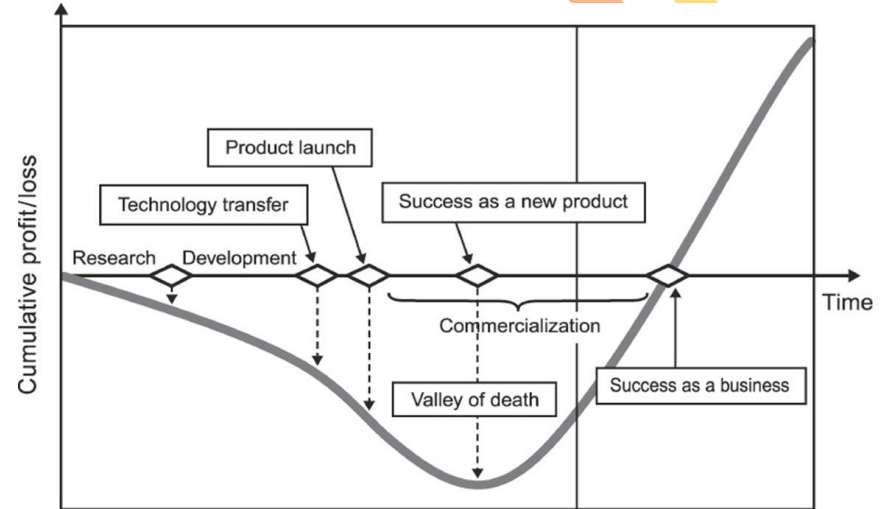 Cumulative profit/loss
Product launch
Technology transfer
Success as a new product
Research
Development
Time
Commercialization
Valley of death
Success as a business